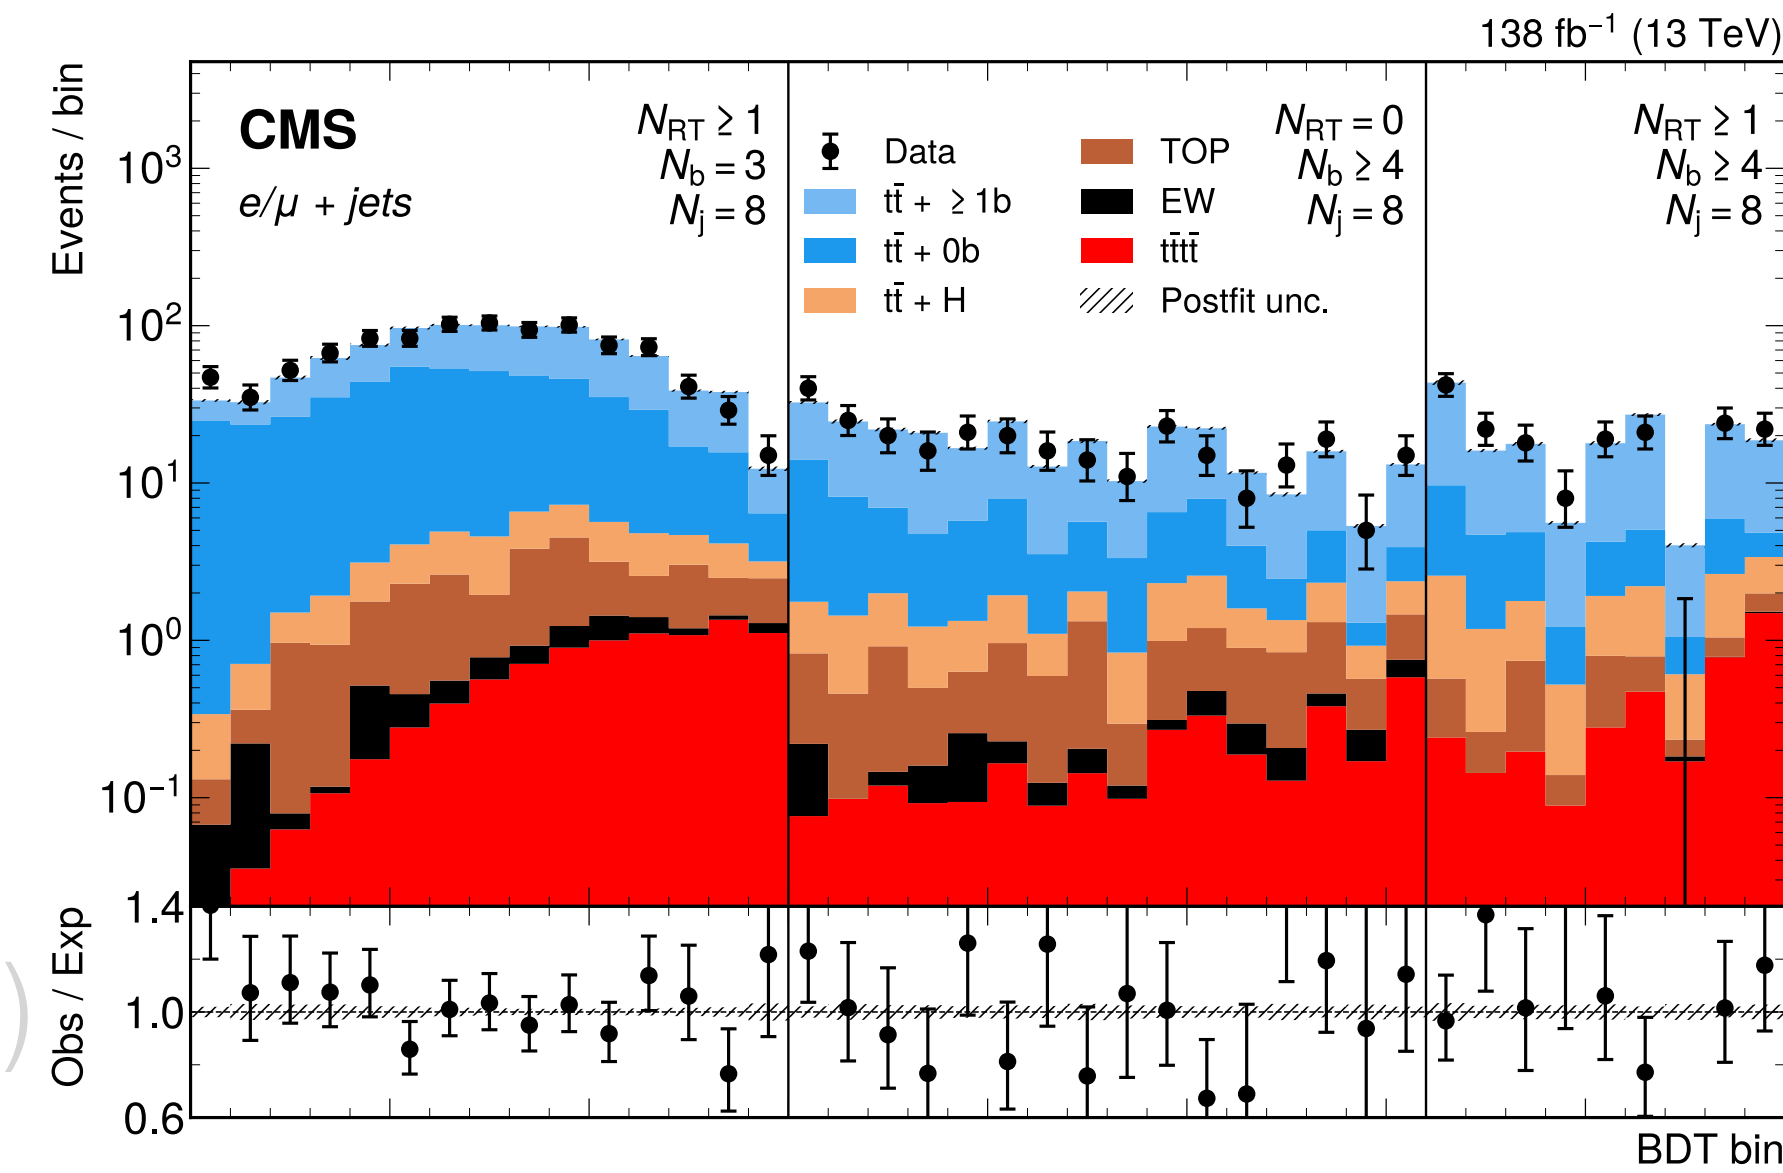 138 fb⁻¹ (13 TeV)
Events / bin
CMS
e/μ + jets
N_RT ≥ 1
N_b = 3
N_j = 8
Data
tt̄ + ≥ 1b
tt̄ + 0b
tt̄ + H
TOP
EW
tt̄tt̄
Postfit unc.
N_RT = 0
N_b ≥ 4
N_j = 8
N_RT ≥ 1
N_b ≥ 4
N_j = 8
10³
10²
10¹
10⁰
10⁻¹
Obs / Exp
1.4
1.0
0.6
BDT bin
)